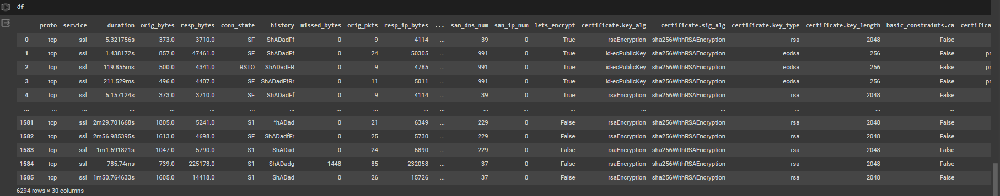 df
proto service duration orig_bytes resp_bytes conn_state history missed_bytes orig_pkts resp_ip_bytes ... san_dns_num san_ip_num lets_encrypt certificate.key_alg certificate.sig_alg certificate.key_type certificate.key_length basic_constraints.ca certifica
0 tcp ssl 5.321756s 373.0 3710.0 SF ShADadFf 0 9 4114 ... 39 0 True rsaEncryption sha256WithRSAEncryption rsa 2048 False
1 tcp ssl 1.438172s 857.0 47461.0 SF ShADadFf 0 24 50305 ... 991 0 True id-ecPublicKey sha256WithRSAEncryption ecdsa 256 False pr
2 tcp ssl 119.855ms 500.0 4341.0 RSTO ShADadFR 0 9 4785 ... 991 0 True id-ecPublicKey sha256WithRSAEncryption ecdsa 256 False pr
3 tcp ssl 211.529ms 496.0 4407.0 SF ShADadFfRr 0 11 5011 ... 991 0 True id-ecPublicKey sha256WithRSAEncryption ecdsa 256 False pr
4 tcp ssl 5.157124s 373.0 3710.0 SF ShADadFf 0 9 4114 ... 39 0 True rsaEncryption sha256WithRSAEncryption rsa 2048 False
... ... ... ... ... ... ... ... ... ... ... ... ... ... ... ... ... ... ... ...
1581 tcp ssl 2m29.701668s 1805.0 5241.0 S1 ^hADad 0 21 6349 ... 229 0 False rsaEncryption sha256WithRSAEncryption rsa 2048 False
1582 tcp ssl 2m56.985395s 1613.0 4698.0 SF ShADadfFr 0 25 5730 ... 229 0 False rsaEncryption sha256WithRSAEncryption rsa 2048 False
1583 tcp ssl 1m1.691821s 1047.0 5790.0 S1 ShADad 0 24 6890 ... 229 0 False rsaEncryption sha256WithRSAEncryption rsa 2048 False
1584 tcp ssl 785.74ms 739.0 225178.0 S1 ShADadg 1448 85 232058 ... 37 0 False rsaEncryption sha256WithRSAEncryption rsa 2048 False
1585 tcp ssl 1m50.764633s 1605.0 14418.0 S1 ShADad 0 26 15726 ... 37 0 False rsaEncryption sha256WithRSAEncryption rsa 2048 False
6294 rows × 30 columns